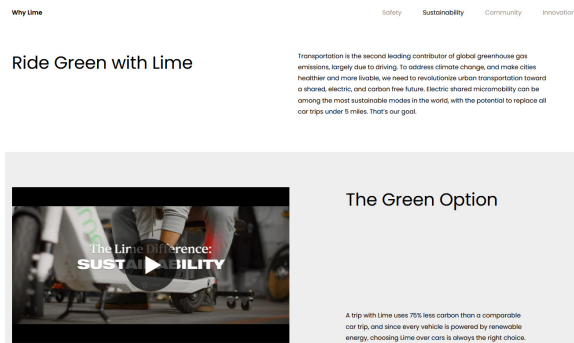 Why Lime
Safety
Sustainability
Community
Innovation
Ride Green with Lime
Transportation is the second leading contributor of global greenhouse gas
emissions, largely due to driving. To address climate change, and make cities
healthier and more livable, we need to revolutionize urban transportation toward
a shared, electric, and carbon free future. Electric shared micromobility can be
among the most sustainable modes in the world, with the potential to replace all
car trips under 5 miles. That's our goal.
The Lime Difference:
SUSTAINABILITY
The Green Option
A trip with Lime uses 75% less carbon than a comparable
car trip, and since every vehicle is powered by renewable
energy, choosing Lime over cars is always the right choice.